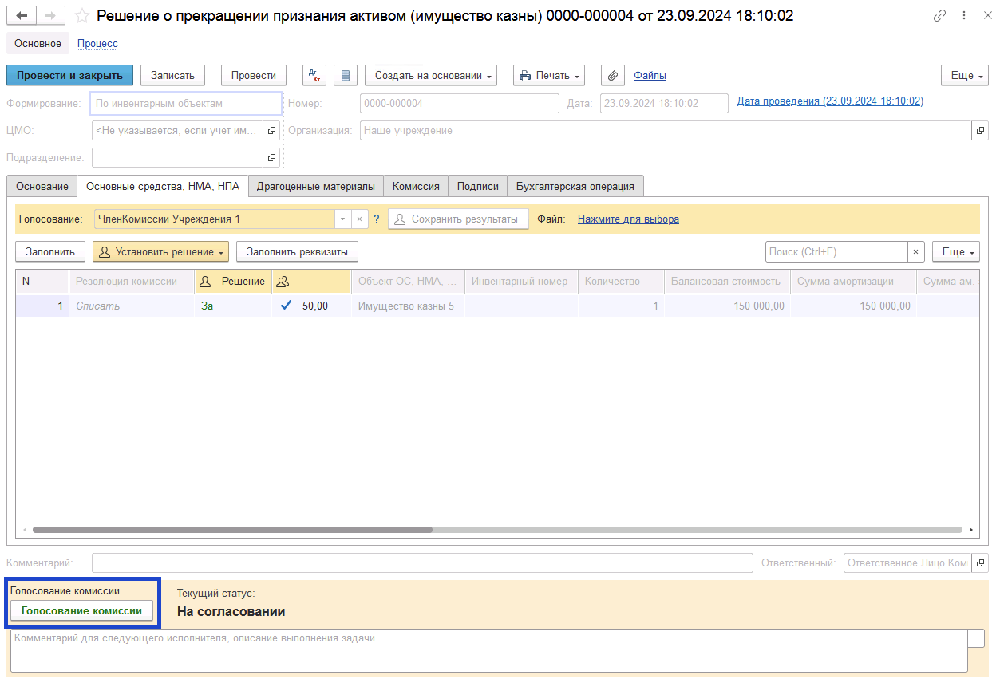 Решение о прекращении признания активом (имущество казны) 0000-000004 от 23.09.2024 18:10:02
Основное Процесс
Провести и закрыть Записать Провести Дт Кт Создать на основании Печать Файлы Еще
Формирование: По инвентарным объектам Номер: 0000-000004 Дата: 23.09.2024 18:10:02 Дата проведения (23.09.2024 18:10:02)
ЦМО: <Не указывается, если учет им... Организация: Наше учреждение
Подразделение:
Основание Основные средства, НМА, НПА Драгоценные материалы Комиссия Подписи Бухгалтерская операция
Голосование: ЧленКомиссии Учреждения 1 × ? Сохранить результаты Файл: Нажмите для выбора
Заполнить Установить решение Заполнить реквизиты Поиск (Ctrl+F) × Еще
N Резолюция комиссии Решение Объект ОС, НМА, ... Инвентарный номер Количество Балансовая стоимость Сумма амортизации Сумма ам...
1 Списать За 50,00 Имущество казны 5 1 150 000,00 150 000,00
Комментарий: Ответственный: Ответственное Лицо Ком
Голосование комиссии Текущий статус:
Голосование комиссии На согласовании
Комментарий для следующего исполнителя, описание выполнения задачи ...